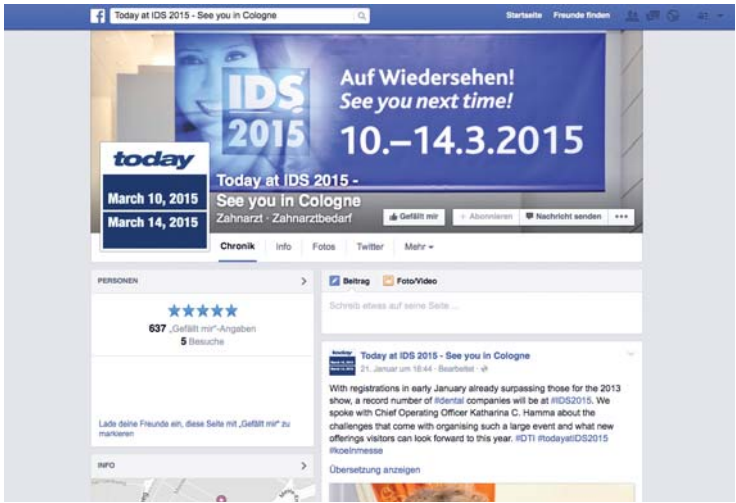 Today at IDS 2015 - See you in Cologne
Startseite Freunde finden
IDS
2015
Auf Wiedersehen!
See you next time!
10.–14.3.2015
today
March 10, 2015
March 14, 2015
Today at IDS 2015 -
See you in Cologne
Zahnarzt · Zahnarztbedarf
Gefällt mir + Abonnieren Nachricht senden
Chronik Info Fotos Twitter Mehr
PERSONEN
637 „Gefällt mir“-Angaben
5 Besuche
Lade deine Freunde ein, diese Seite mit „Gefällt mir“ zu
markieren
INFO
Beitrag Foto/Video
Schreib etwas auf seine Seite ...
today
Today at IDS 2015 - See you in Cologne
21. Januar um 16:44 · Bearbeitet ·
With registrations in early January already surpassing those for the 2013
show, a record number of #dental companies will be at #IDS2015. We
spoke with Chief Operating Officer Katharina C. Hamma about the
challenges that come with organising such a large event and what new
offerings visitors can look forward to this year. #DTI #todayatIDS2015
#koelnmesse
Übersetzung anzeigen